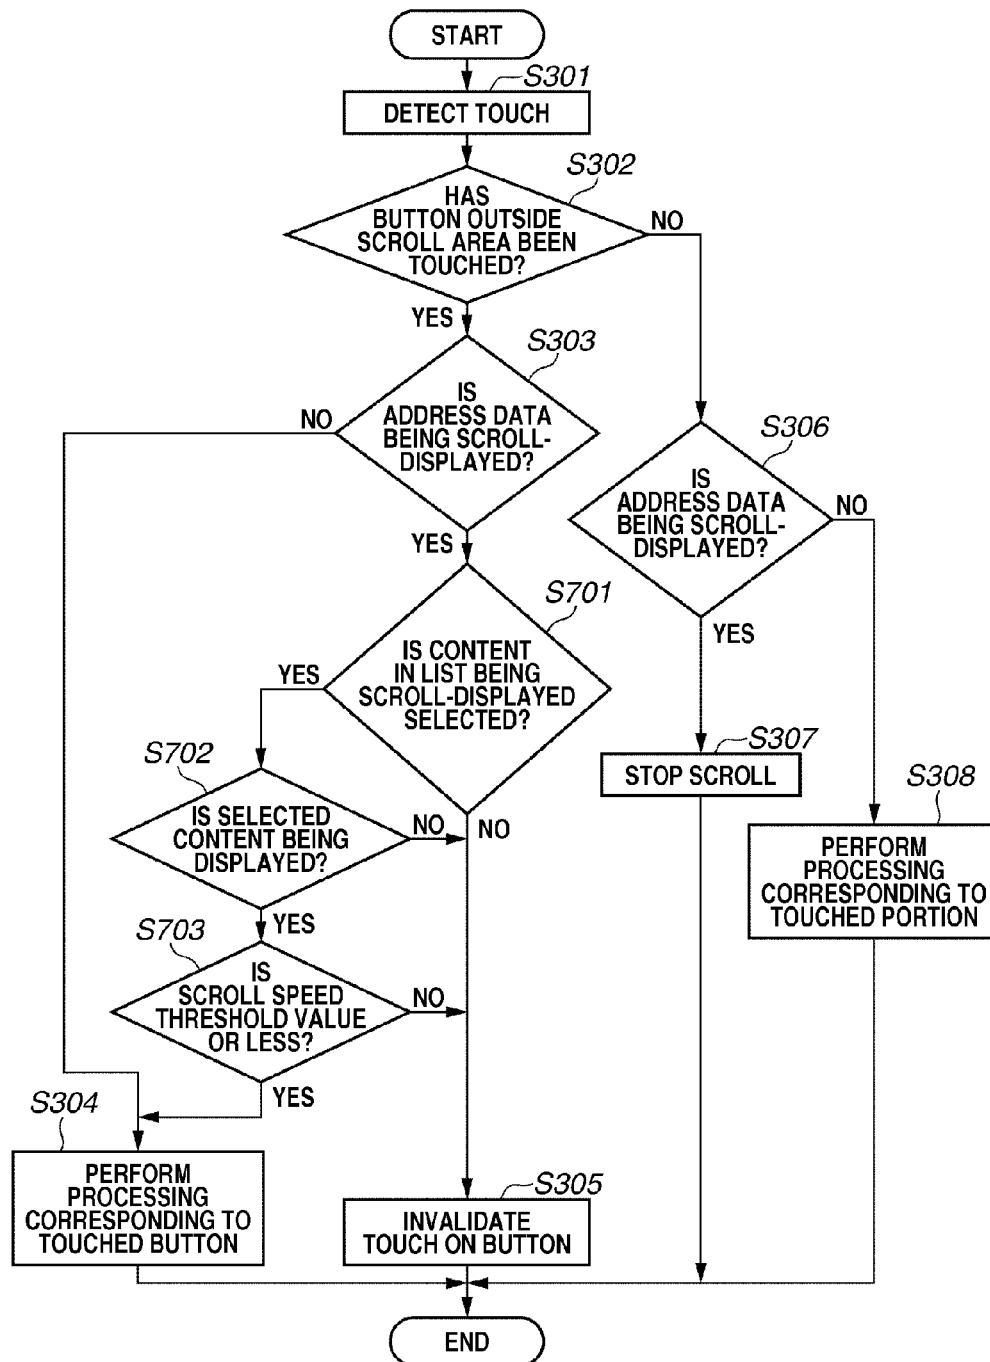 START
S301
DETECT TOUCH
S302
HAS
BUTTON OUTSIDE
SCROLL AREA BEEN
TOUCHED?
NO
YES
S303
IS
ADDRESS DATA
BEING SCROLL-
DISPLAYED?
NO
YES
S306
IS
ADDRESS DATA
BEING SCROLL-
DISPLAYED?
NO
YES
S701
IS CONTENT
IN LIST BEING
SCROLL-DISPLAYED
SELECTED?
YES
NO
S702
IS SELECTED
CONTENT BEING
DISPLAYED?
NO
YES
S307
STOP SCROLL
S308
PERFORM
PROCESSING
CORRESPONDING TO
TOUCHED PORTION
S703
IS
SCROLL SPEED
THRESHOLD VALUE
OR LESS?
NO
YES
S304
PERFORM
PROCESSING
CORRESPONDING TO
TOUCHED BUTTON
S305
INVALIDATE
TOUCH ON BUTTON
END